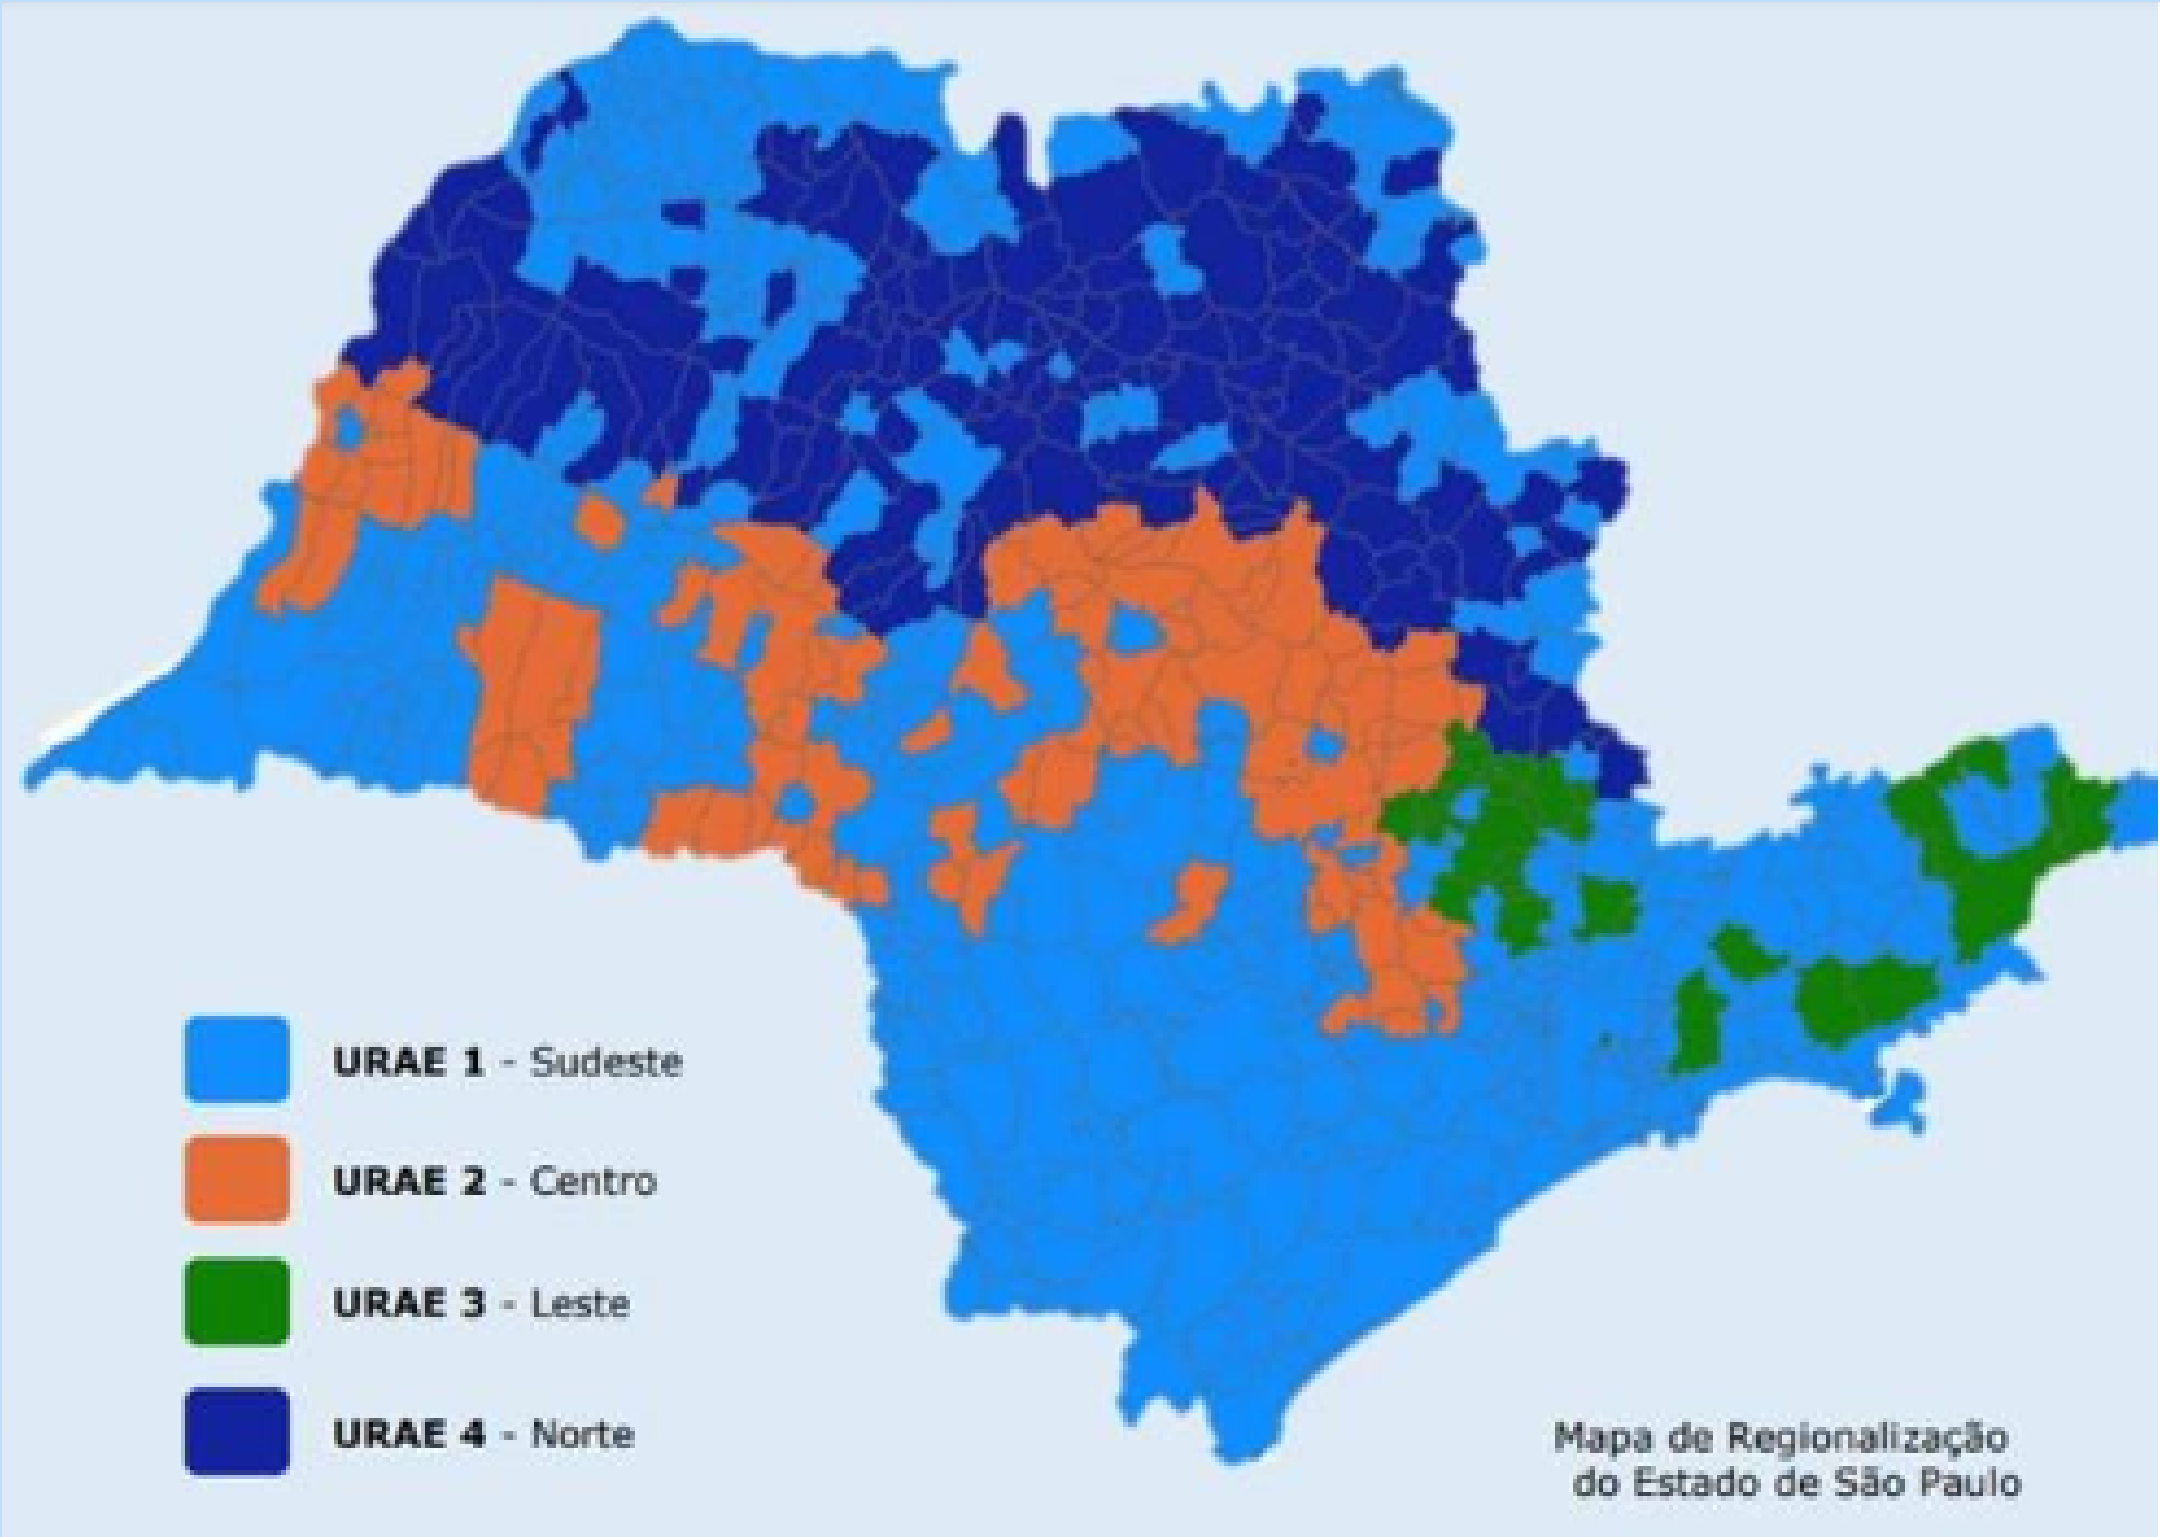 URAE 1 - Sudeste
URAE 2 - Centro
URAE 3 - Leste
URAE 4 - Norte
Mapa de Regionalização
do Estado de São Paulo